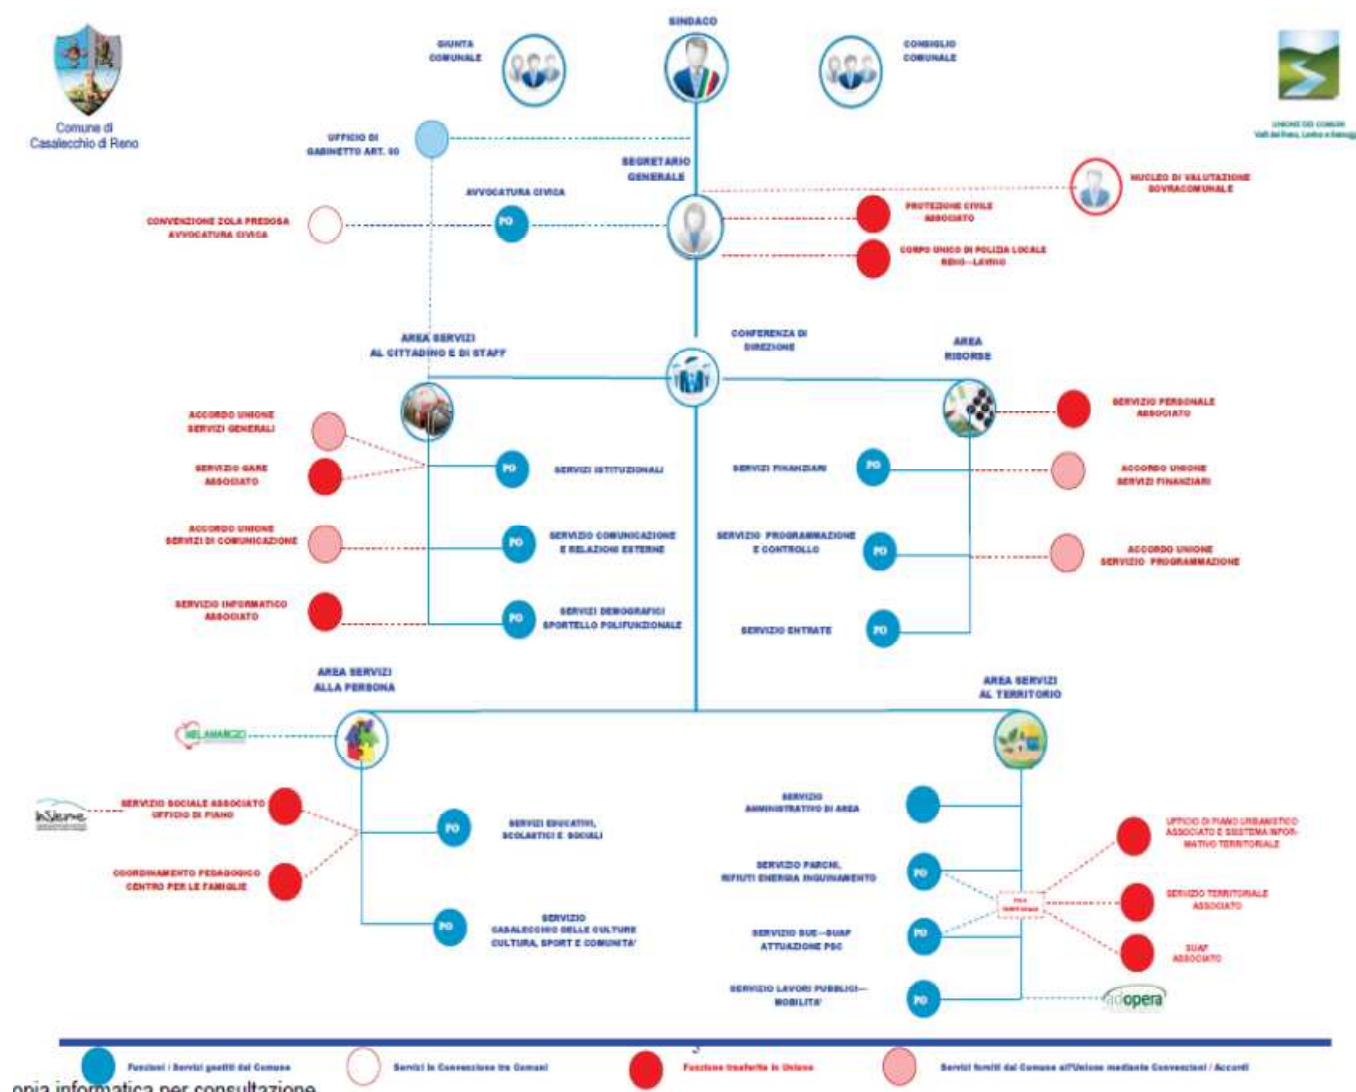 SINDACO
GIUNTA
COMUNALE
CONSIGLIO
COMUNALE
Comune di
Casalecchio di Reno
UNIONE DEI COMUNI
Valli del Reno, Lavino e Samoggia
UFFICIO DI
GABINETTO ART. 90
SEGRETARIO
GENERALE
NUCLEO DI VALUTAZIONE
SOVRACOMUNALE
AVVOCATURA CIVICA
PO
CONVENZIONE ZOLA PREDOSA
AVVOCATURA CIVICA
PROTEZIONE CIVILE
ASSOCIATO
CORPO UNICO DI POLIZIA LOCALE
RENO—LAVINO
CONFERENZA DI
DIREZIONE
AREA SERVIZI
AL CITTADINO E DI STAFF
AREA
RISORSE
ACCORDO UNIONE
SERVIZI GENERALI
SERVIZIO GARE
ASSOCIATO
ACCORDO UNIONE
SERVIZI DI COMUNICAZIONE
SERVIZIO INFORMATICO
ASSOCIATO
PO
SERVIZI ISTITUZIONALI
PO
SERVIZIO COMUNICAZIONE
E RELAZIONI ESTERNE
PO
SERVIZI DEMOGRAFICI
SPORTELLO POLIFUNZIONALE
SERVIZI FINANZIARI
PO
SERVIZIO PROGRAMMAZIONE
E CONTROLLO
PO
SERVIZIO ENTRATE
PO
SERVIZIO PERSONALE
ASSOCIATO
ACCORDO UNIONE
SERVIZI FINANZIARI
ACCORDO UNIONE
SERVIZIO PROGRAMMAZIONE
AREA SERVIZI
ALLA PERSONA
AREA SERVIZI
AL TERRITORIO
MELAMANGIO
InSieme
SERVIZIO SOCIALE ASSOCIATO
UFFICIO DI PIANO
COORDINAMENTO PEDAGOGICO
CENTRO PER LE FAMIGLIE
PO
SERVIZI EDUCATIVI,
SCOLASTICI E SOCIALI
PO
SERVIZIO
CASALECCHIO DELLE CULTURE
CULTURA, SPORT E COMUNITA'
SERVIZIO
AMMINISTRATIVO DI AREA
SERVIZIO PARCHI,
RIFIUTI ENERGIA INQUINAMENTO
PO
SERVIZIO SUE—SUAP
ATTUAZIONE PSC
PO
SERVIZIO LAVORI PUBBLICI—
MOBILITA'
PO
UFFICIO DI PIANO URBANISTICO
ASSOCIATO E SISTEMA INFOR-
MATIVO TERRITORIALE
SERVIZIO TERRITORIALE
ASSOCIATO
SUAP
ASSOCIATO
adopera
Funzioni / Servizi gestiti dal Comune
Servizi in Convenzione tra Comuni
Funzione trasferite in Unione
Servizi forniti dal Comune all'Unione mediante Convenzioni / Accordi
opia informatica per consultazione